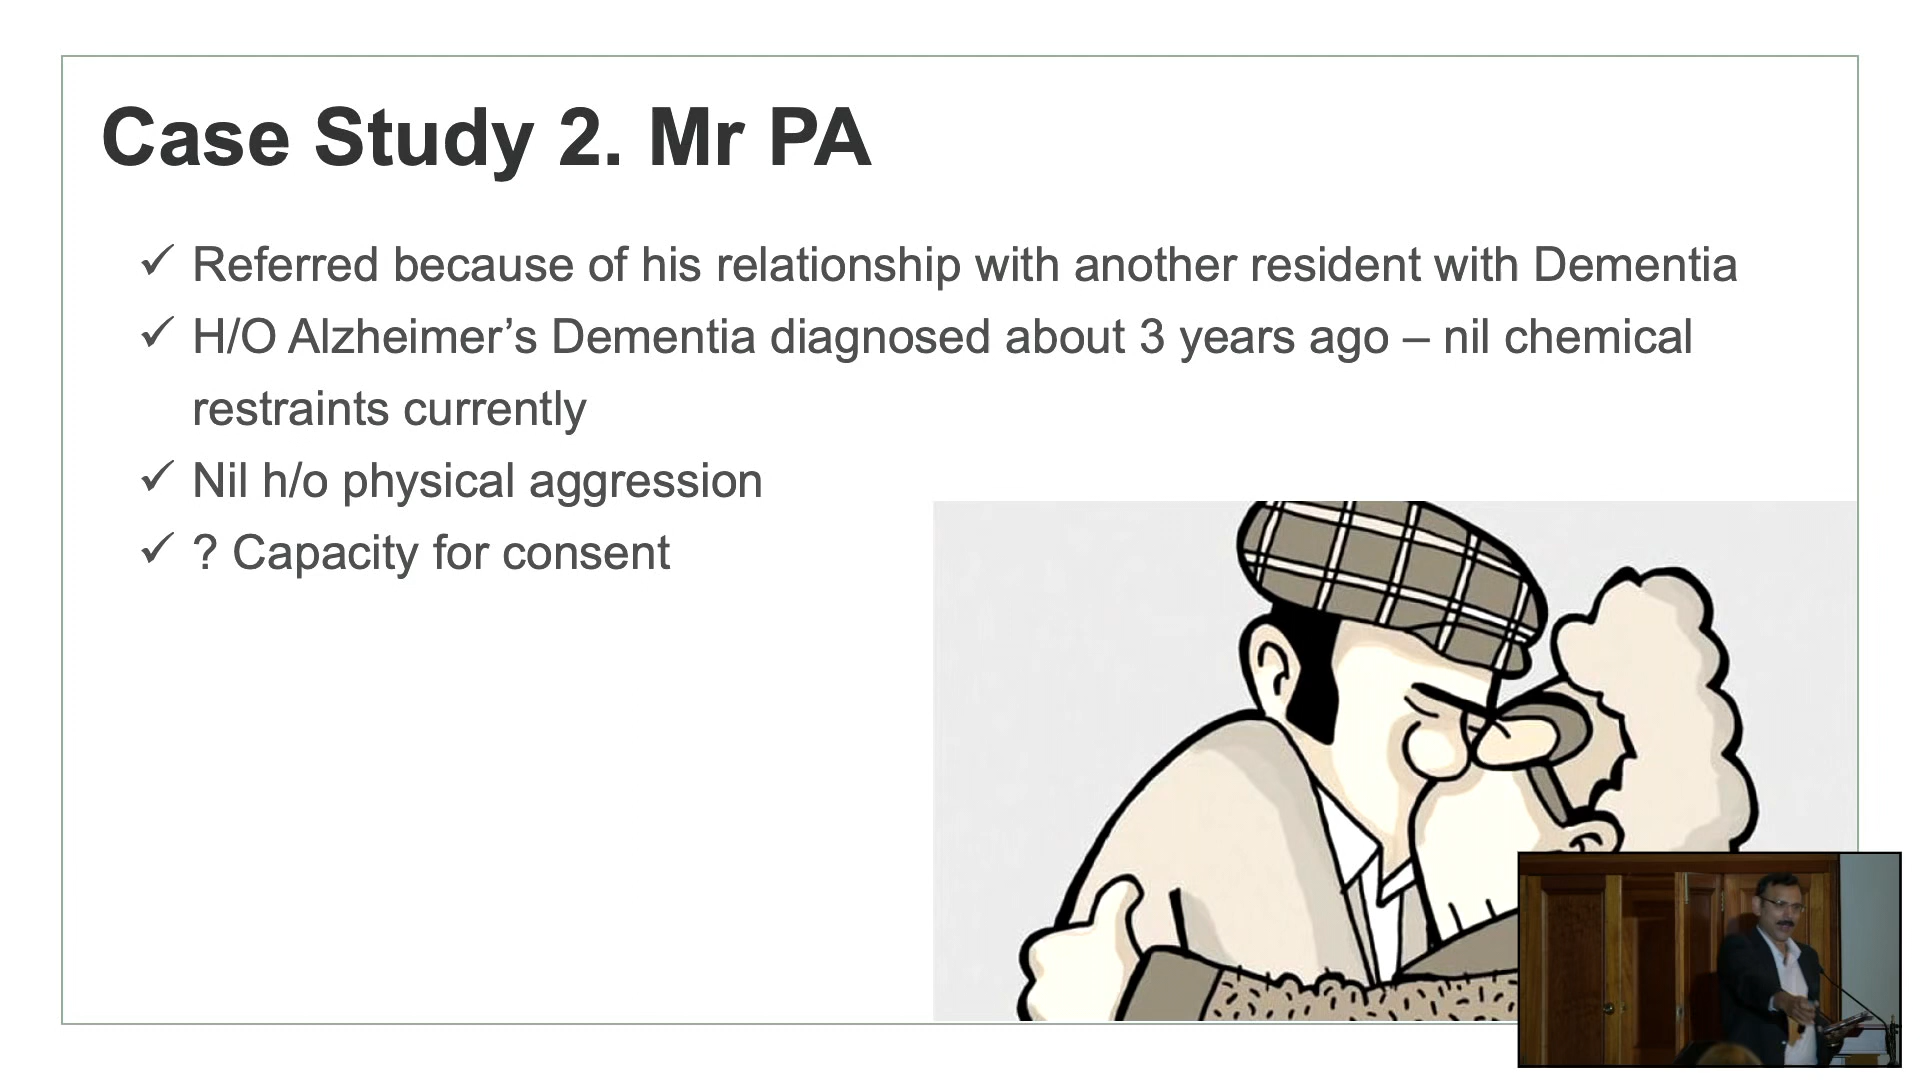 Case Study 2. Mr PA
✓ Referred because of his relationship with another resident with Dementia
✓ H/O Alzheimer’s Dementia diagnosed about 3 years ago – nil chemical
restraints currently
✓ Nil h/o physical aggression
✓ ? Capacity for consent